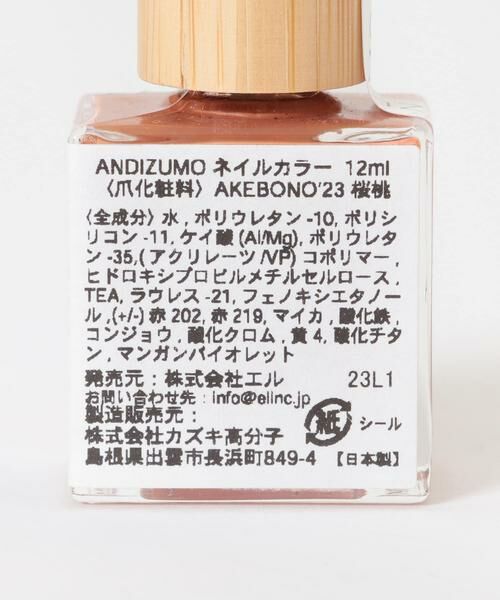 ANDIZUMO ネイルカラー 12ml
〈爪化粧料〉AKEBONO'23 桜桃
〈全成分〉水 , ポリウレタン -10, ポリシ
リコン -11, ケイ酸 (Al/Mg), ポリウレタ
ン -35,( アクリレーツ /VP) コポリマー ,
ヒドロキシプロピルメチルセルロース ,
TEA, ラウレス -21, フェノキシエタノー
ル ,(+/-) 赤 202, 赤 219, マイカ , 酸化鉄 ,
コンジョウ , 酸化クロム , 黄 4, 酸化チタ
ン , マンガンバイオレット
発売元 : 株式会社エル 23L1
お問い合わせ先 : info@ellnc.jp
製造販売元 :
株式会社カズキ高分子 紙 シール
島根県出雲市長浜町849-4 【日本製】